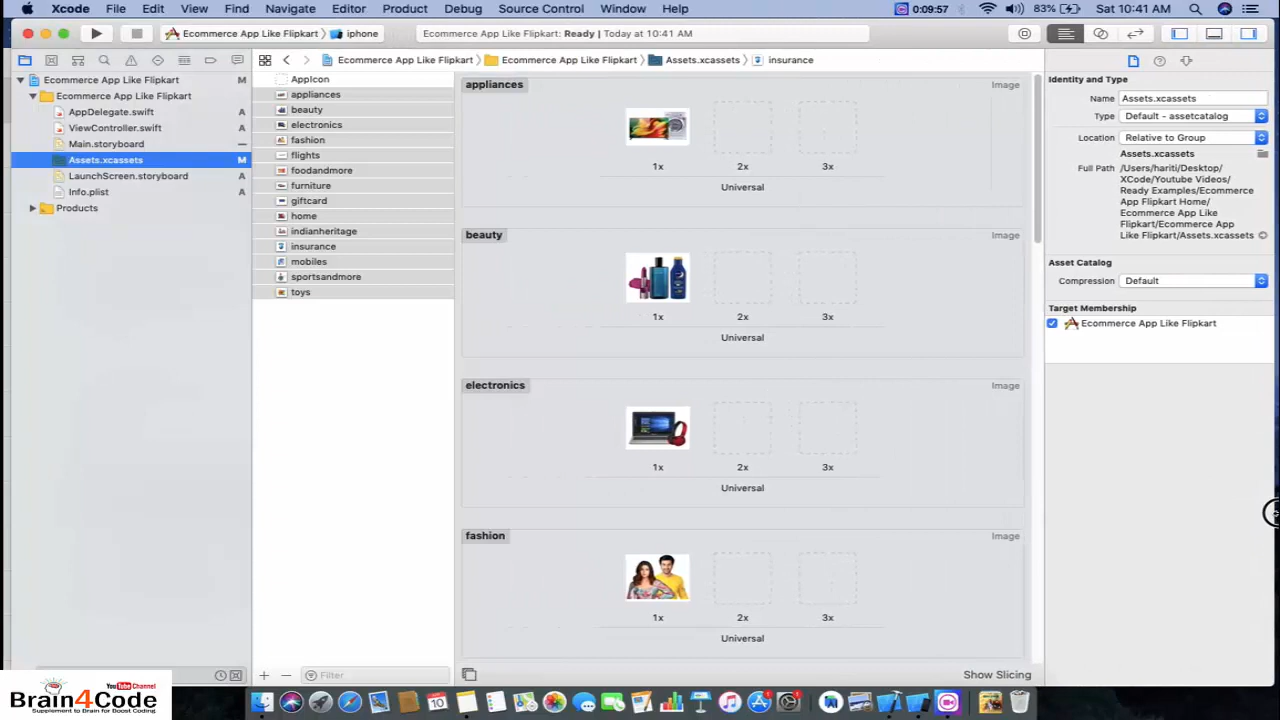 Xcode File Edit View Find Navigate Editor Product Debug Source Control Window Help 0:09:57 83% Sat 10:41 AM
Ecommerce App Like Flipkart iphone Ecommerce App Like Flipkart: Ready | Today at 10:41 AM
Ecommerce App Like Flipkart M
Ecommerce App Like Flipkart
AppDelegate.swift A
ViewController.swift A
Main.storyboard
Assets.xcassets M
LaunchScreen.storyboard A
Info.plist A
Products
Ecommerce App Like Flipkart Ecommerce App Like Flipkart Assets.xcassets insurance
AppIcon
appliances
beauty
electronics
fashion
flights
foodandmore
furniture
giftcard
home
indianheritage
insurance
mobiles
sportsandmore
toys
Filter
appliances Image
1x 2x 3x
Universal
beauty Image
1x 2x 3x
Universal
electronics Image
1x 2x 3x
Universal
fashion Image
1x 2x 3x
Universal
Show Slicing
Identity and Type
Name Assets.xcassets
Type Default - assetcatalog
Location Relative to Group
Assets.xcassets
Full Path /Users/hariti/Desktop/
XCode/Youtube Videos/
Ready Examples/Ecommerce
App Flipkart Home/
Ecommerce App Like
Flipkart/Ecommerce App
Like Flipkart/Assets.xcassets
Asset Catalog
Compression Default
Target Membership
Ecommerce App Like Flipkart
YouTube Channel
Brain4Code
Supplement to Brain for Boost Coding